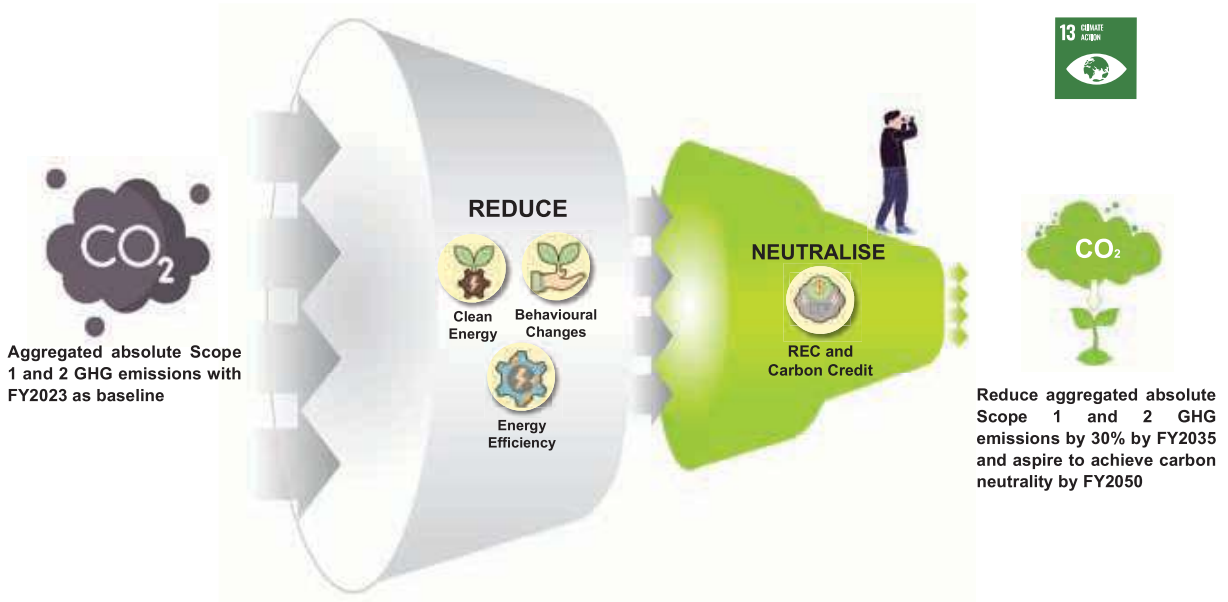 13 CLIMATE
ACTION
CO2
Aggregated absolute Scope
1 and 2 GHG emissions with
FY2023 as baseline
REDUCE
Clean
Energy
Behavioural
Changes
Energy
Efficiency
NEUTRALISE
REC and
Carbon Credit
CO2
Reduce aggregated absolute
Scope 1 and 2 GHG
emissions by 30% by FY2035
and aspire to achieve carbon
neutrality by FY2050